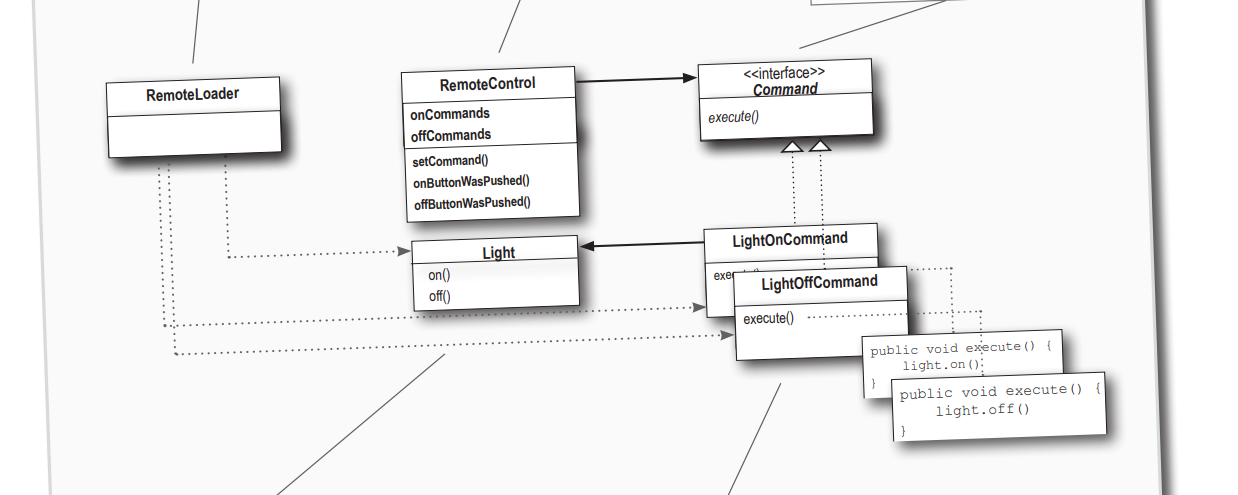 RemoteLoader
RemoteControl
onCommands
offCommands
setCommand()
onButtonWasPushed()
offButtonWasPushed()
<<interface>>
Command
execute()
Light
on()
off()
LightOnCommand
LightOffCommand
execute()
public void execute() {
light.on()
}
public void execute() {
light.off()
}